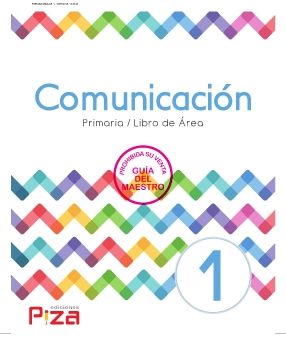 Comunicación
Primaria / Libro de Área
PROHIBIDA SU VENTA
GUÍA
DEL
MAESTRO
1
ediciones
Piza